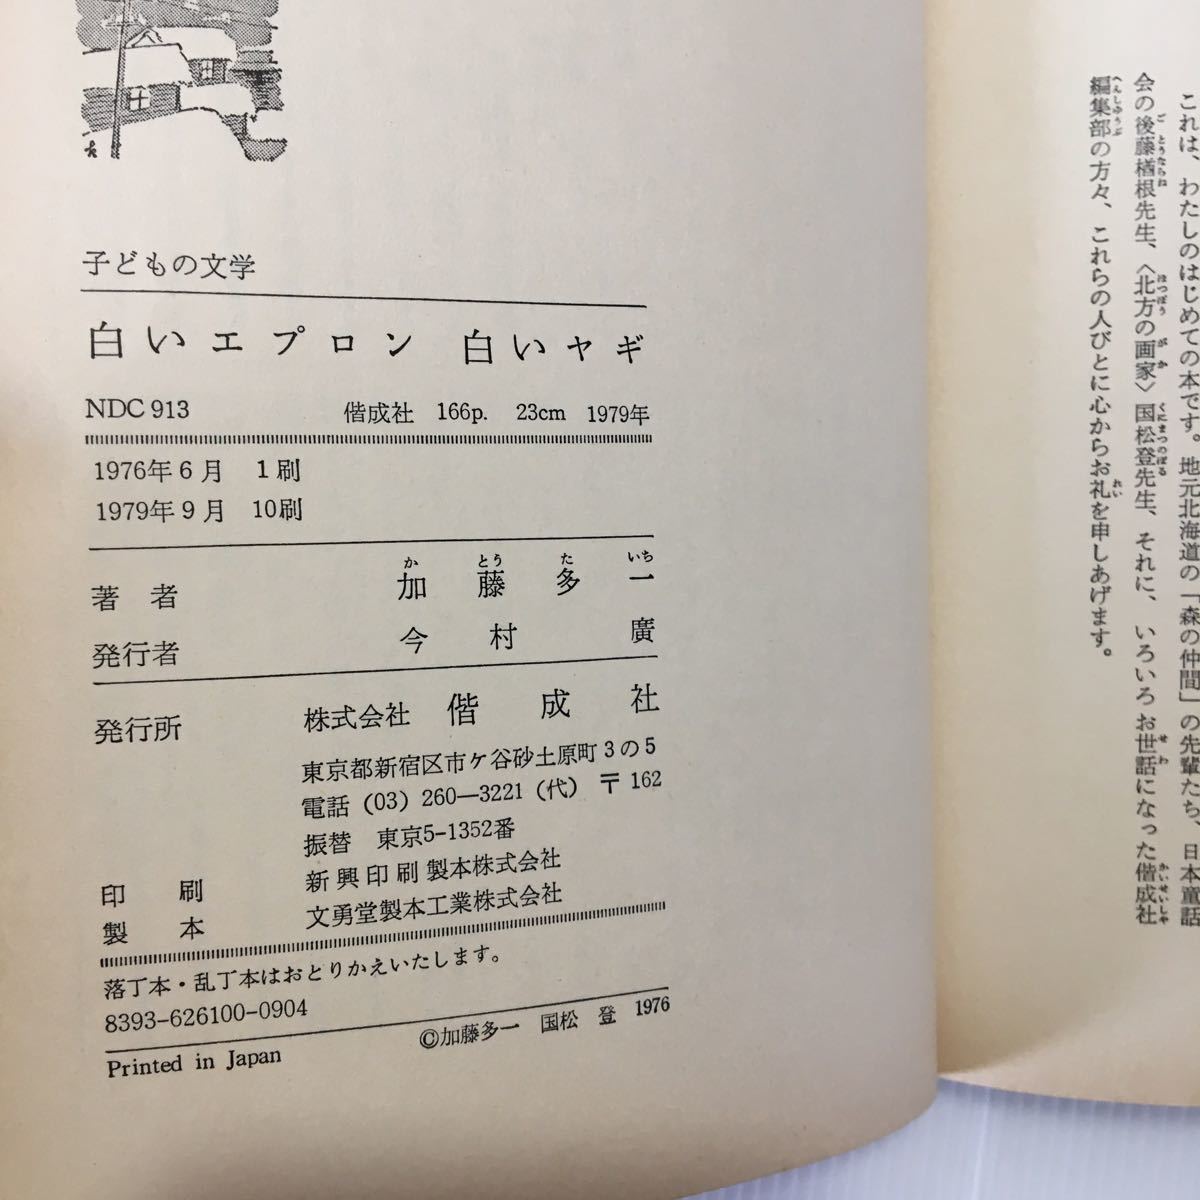 これは、わたしのはじめての本です。地元北海道の「森の仲間」の先輩たち、日本童話
会の後藤楢根先生、〈北方の画家〉国松登先生、それに、いろいろお世話になった偕成社
編集部の方々、これらの人びとに心からお礼を申しあげます。
子どもの文学
白いエプロン 白いヤギ
NDC 913 偕成社 166p. 23cm 1979年
1976年6月 1刷
1979年9月 10刷
著者 加藤多一
発行者 今村廣
発行所 株式会社 偕成社
東京都新宿区市ケ谷砂土原町3の5
電話 (03) 260—3221 (代) 〒162
振替 東京5-1352番
印刷 新興印刷製本株式会社
製本 文勇堂製本工業株式会社
落丁本・乱丁本はおとりかえいたします。
8393-626100-0904
©加藤多一 国松 登 1976
Printed in Japan